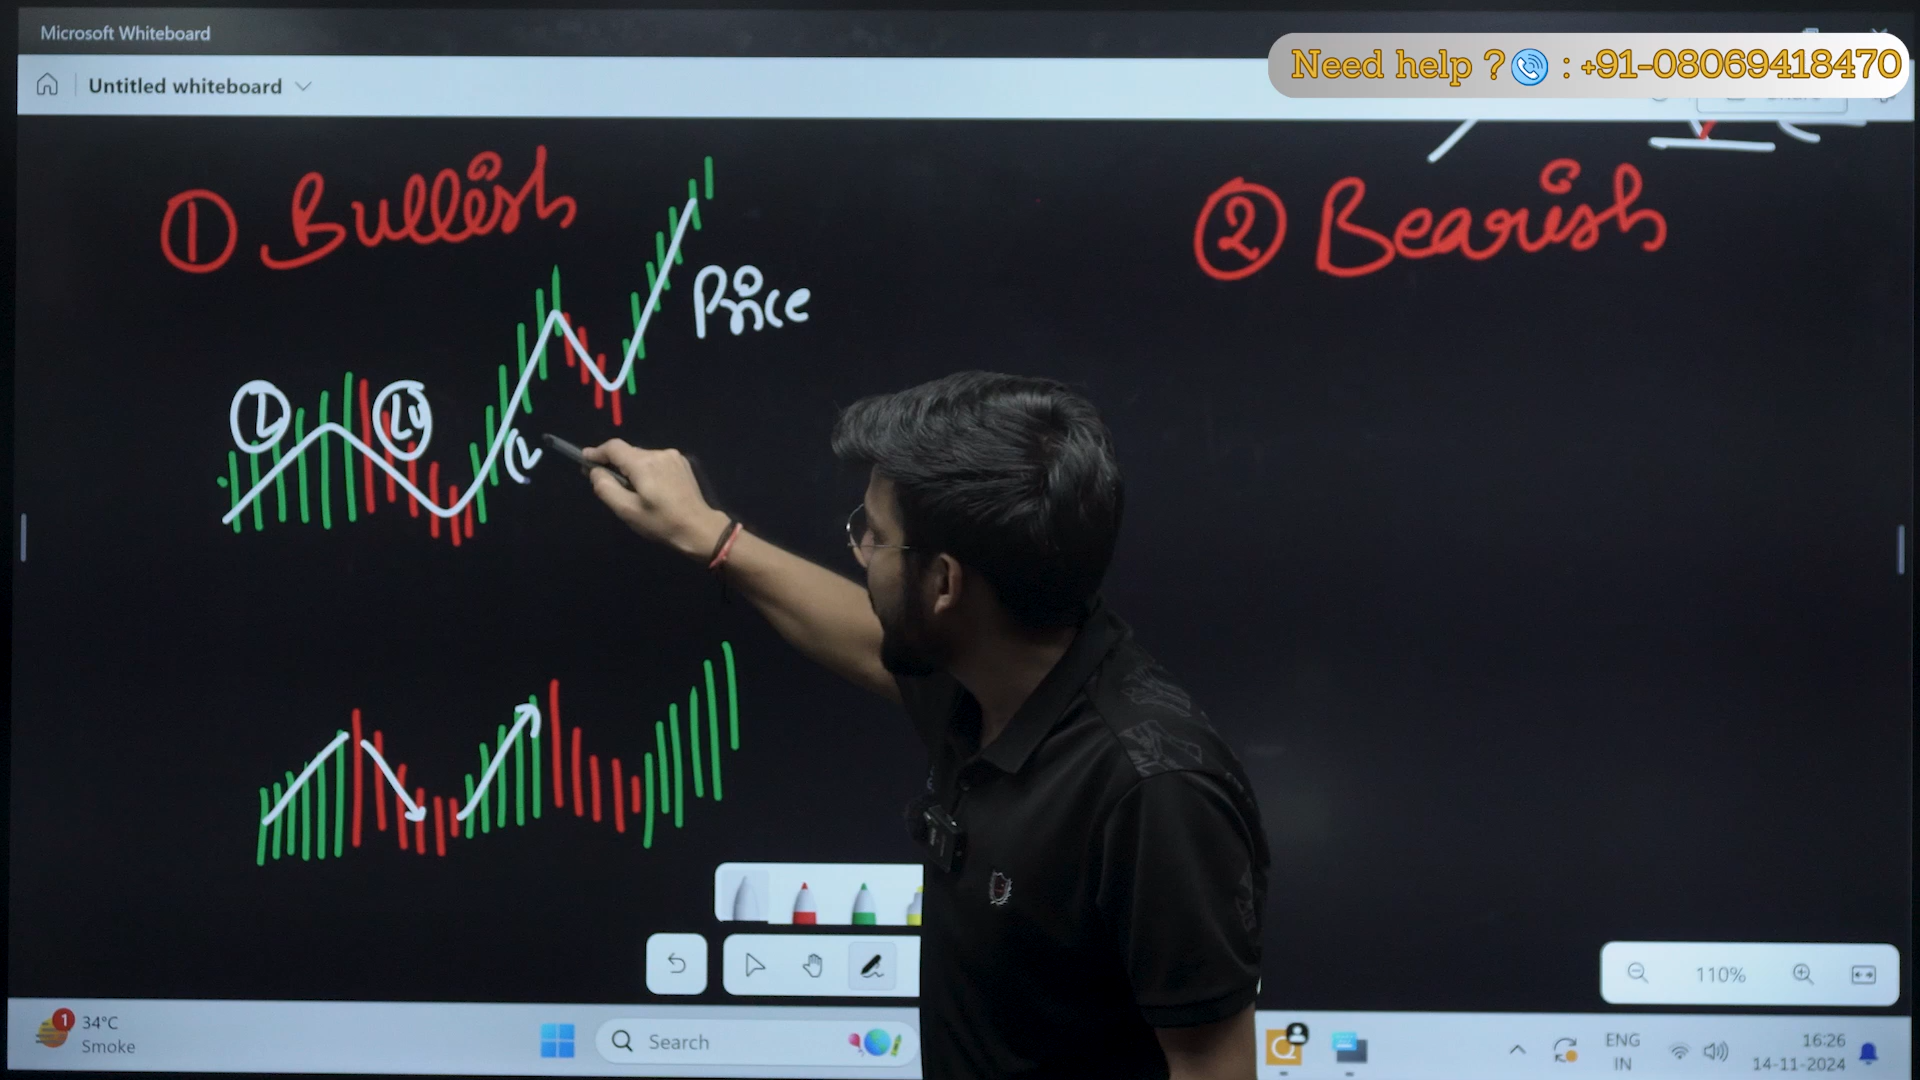 Microsoft Whiteboard
Need help ? : +91-08069418470
Untitled whiteboard
① Bullish
② Bearish
Price
110%
1
34°C
Smoke
Search
ENG
IN
16:26
14-11-2024